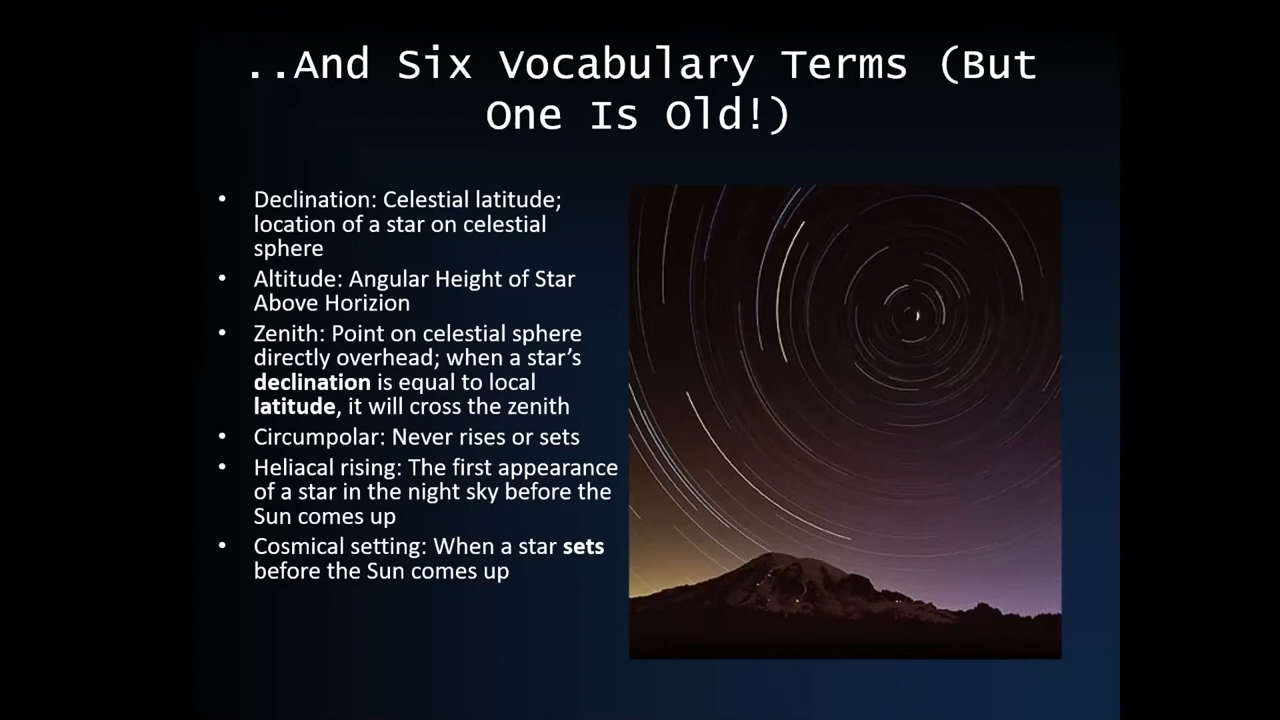 ..And Six Vocabulary Terms (But
One Is Old!)
• Declination: Celestial latitude;
location of a star on celestial
sphere
• Altitude: Angular Height of Star
Above Horizion
• Zenith: Point on celestial sphere
directly overhead; when a star’s
declination is equal to local
latitude, it will cross the zenith
• Circumpolar: Never rises or sets
• Heliacal rising: The first appearance
of a star in the night sky before the
Sun comes up
• Cosmical setting: When a star sets
before the Sun comes up